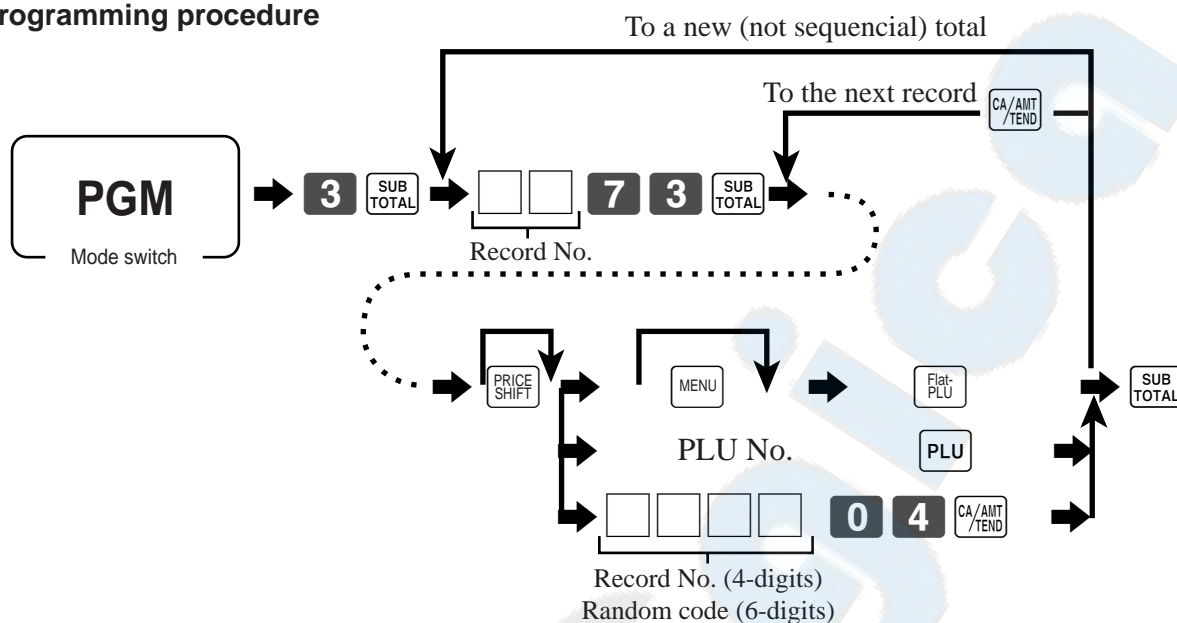 rogramming procedure
To a new (not sequencial) total
To the next record
CA/AMT
/TEND
PGM
Mode switch
3
SUB
TOTAL
7 3
SUB
TOTAL
Record No.
PRICE
SHIFT
MENU
Flat-
PLU
SUB
TOTAL
PLU No.
PLU
0 4
CA/AMT
/TEND
Record No. (4-digits)
Random code (6-digits)